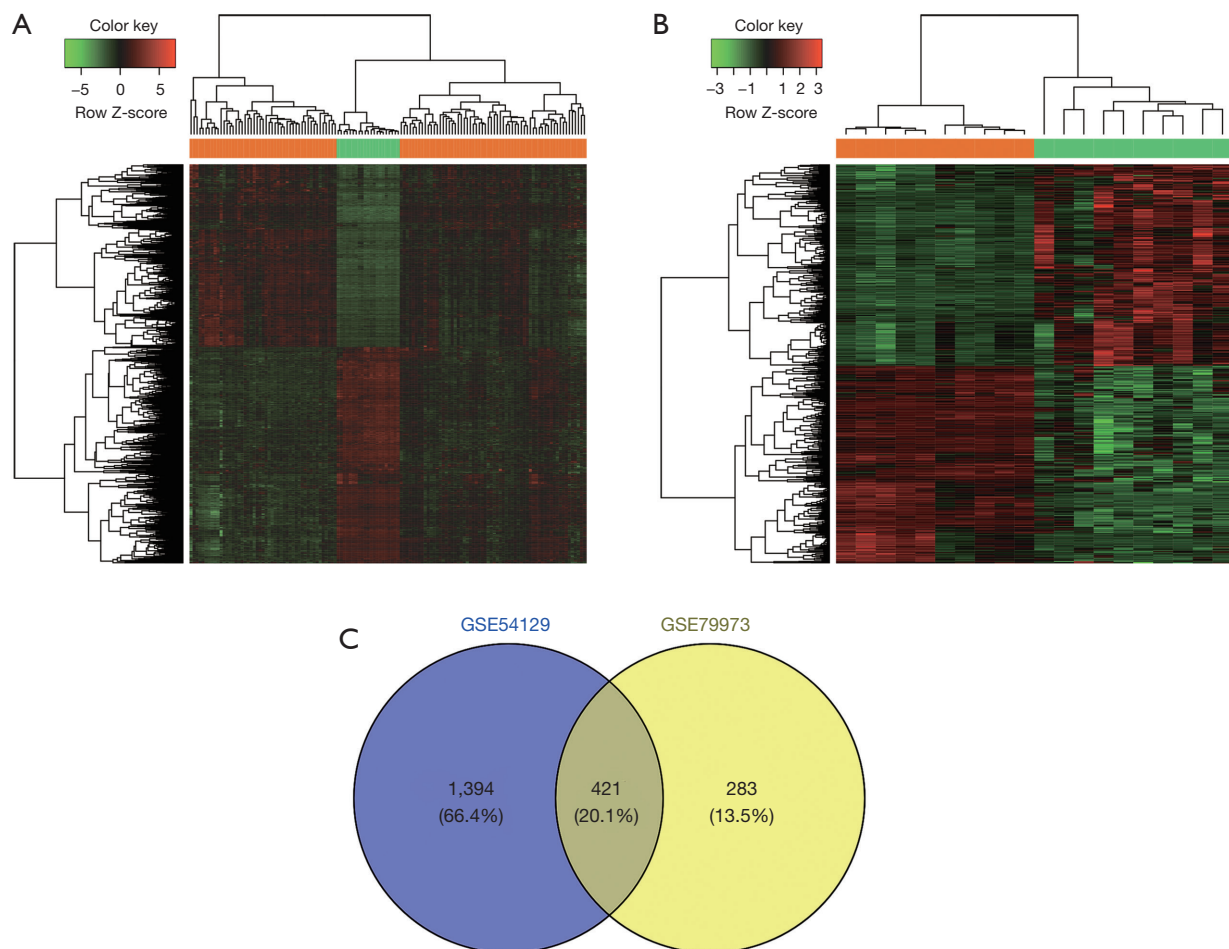 A
Color key
−5 0 5
Row Z-score
B
Color key
−3 −1 1 2 3
Row Z-score
C
GSE54129
GSE79973
1,394
(66.4%)
421
(20.1%)
283
(13.5%)